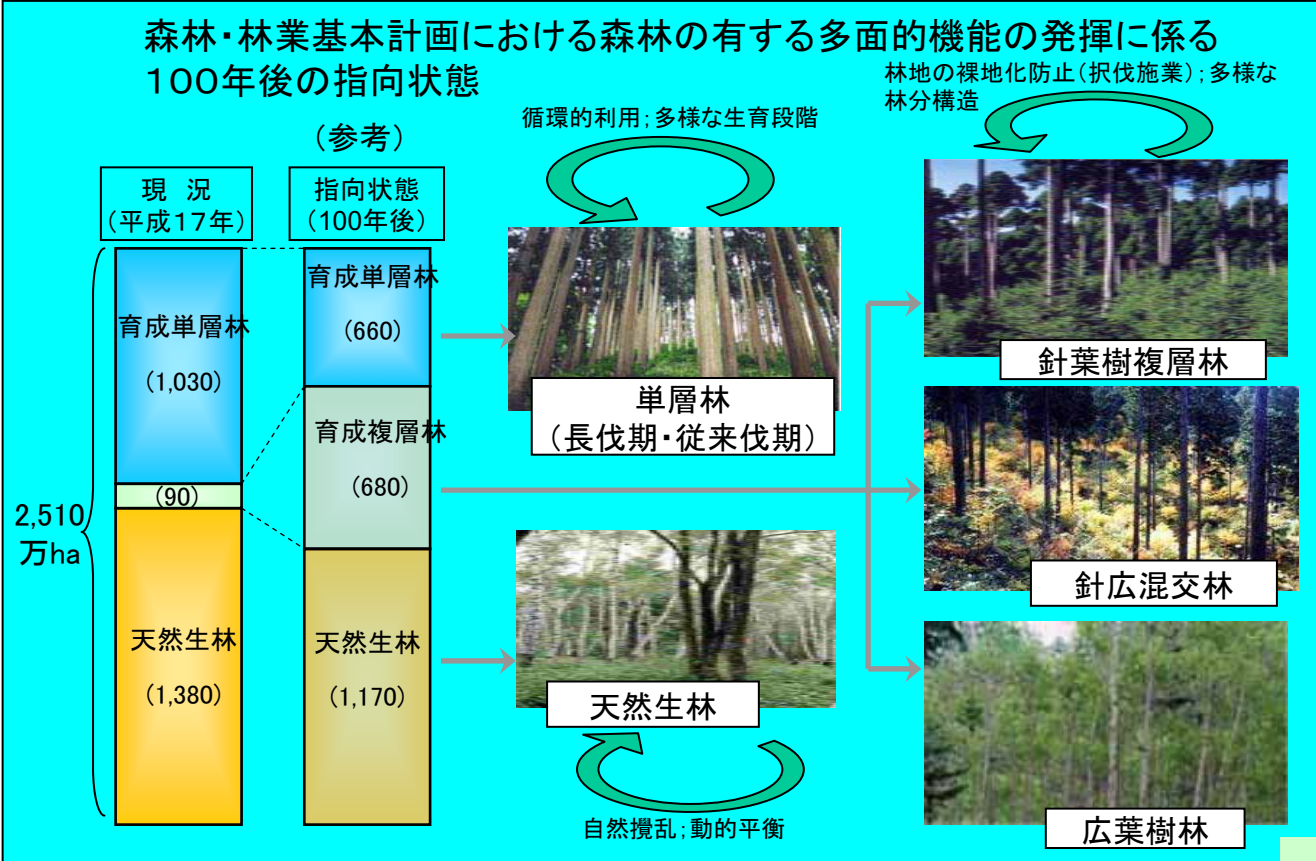 森林・林業基本計画における森林の有する多面的機能の発揮に係る
100年後の指向状態
(参考)
現 況
(平成17年)
指向状態
(100年後)
2,510
万ha
育成単層林
(1,030)
(90)
天然生林
(1,380)
育成単層林
(660)
育成複層林
(680)
天然生林
(1,170)
循環的利用;多様な生育段階
単層林
(長伐期・従来伐期)
天然生林
自然攪乱;動的平衡
林地の裸地化防止(択伐施業);多様な
林分構造
針葉樹複層林
針広混交林
広葉樹林